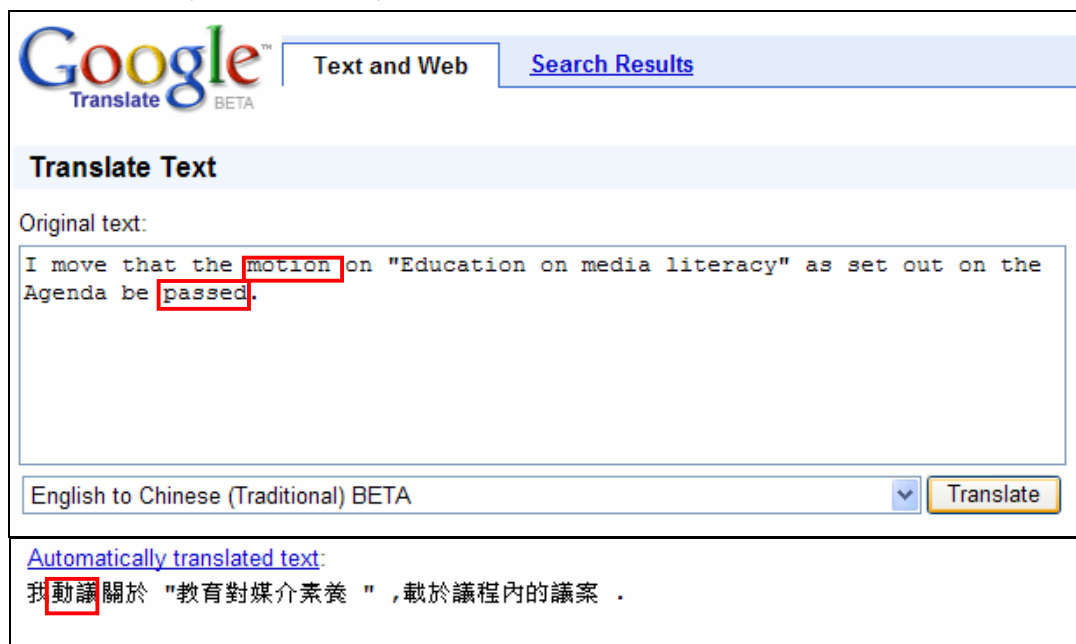 Google™
Translate BETA
Text and Web
Search Results
Translate Text
Original text:
I move that the motion on "Education on media literacy" as set out on the
Agenda be passed.
English to Chinese (Traditional) BETA
Translate
Automatically translated text:
我動議關於 "教育對媒介素養 " ,載於議程內的議案 .